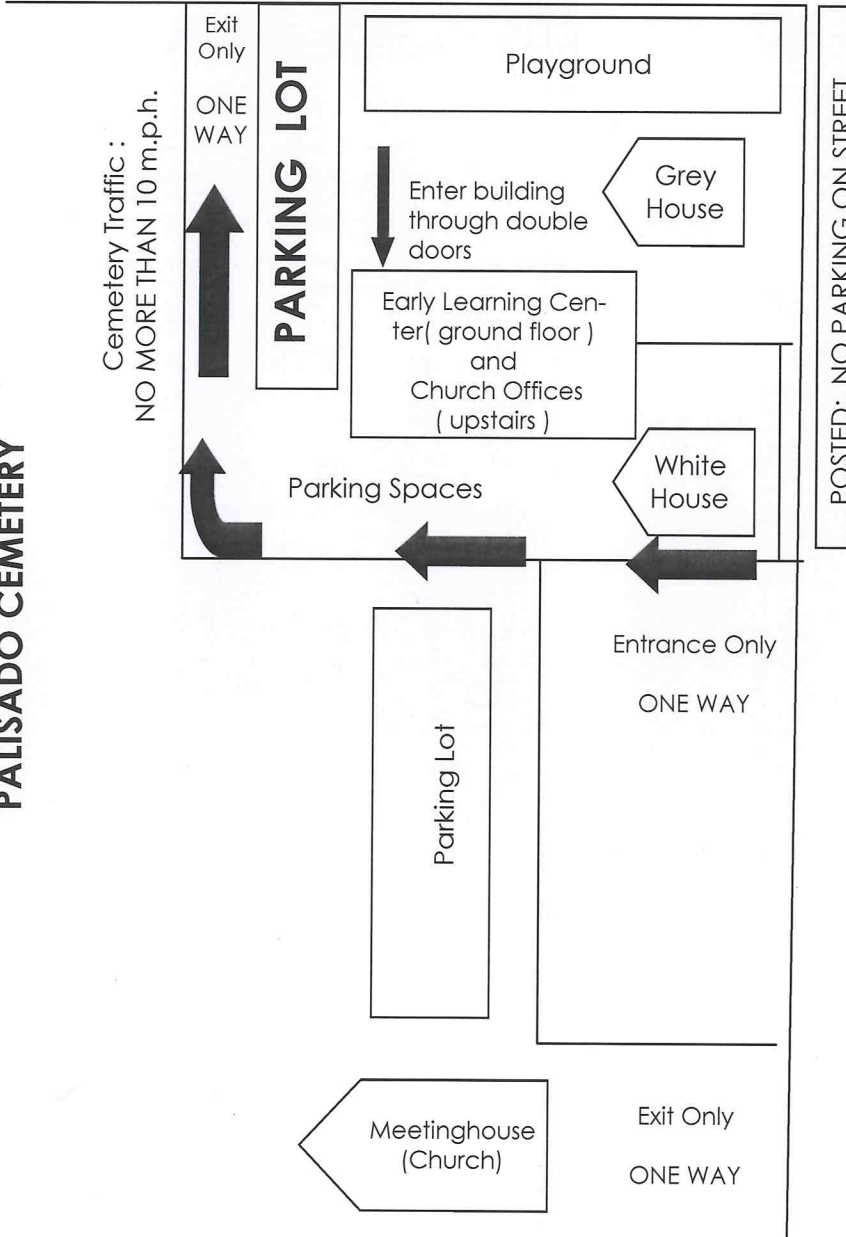 PALISADO CEMETERY
Cemetery Traffic :
NO MORE THAN 10 m.p.h.
Exit
Only
ONE
WAY
PARKING LOT
Playground
Enter building
through double
doors
Grey
House
Early Learning Cen-
ter( ground floor )
and
Church Offices
( upstairs )
Parking Spaces
White
House
POSTED: NO PARKING ON STREET
Entrance Only
ONE WAY
Parking Lot
Meetinghouse
(Church)
Exit Only
ONE WAY